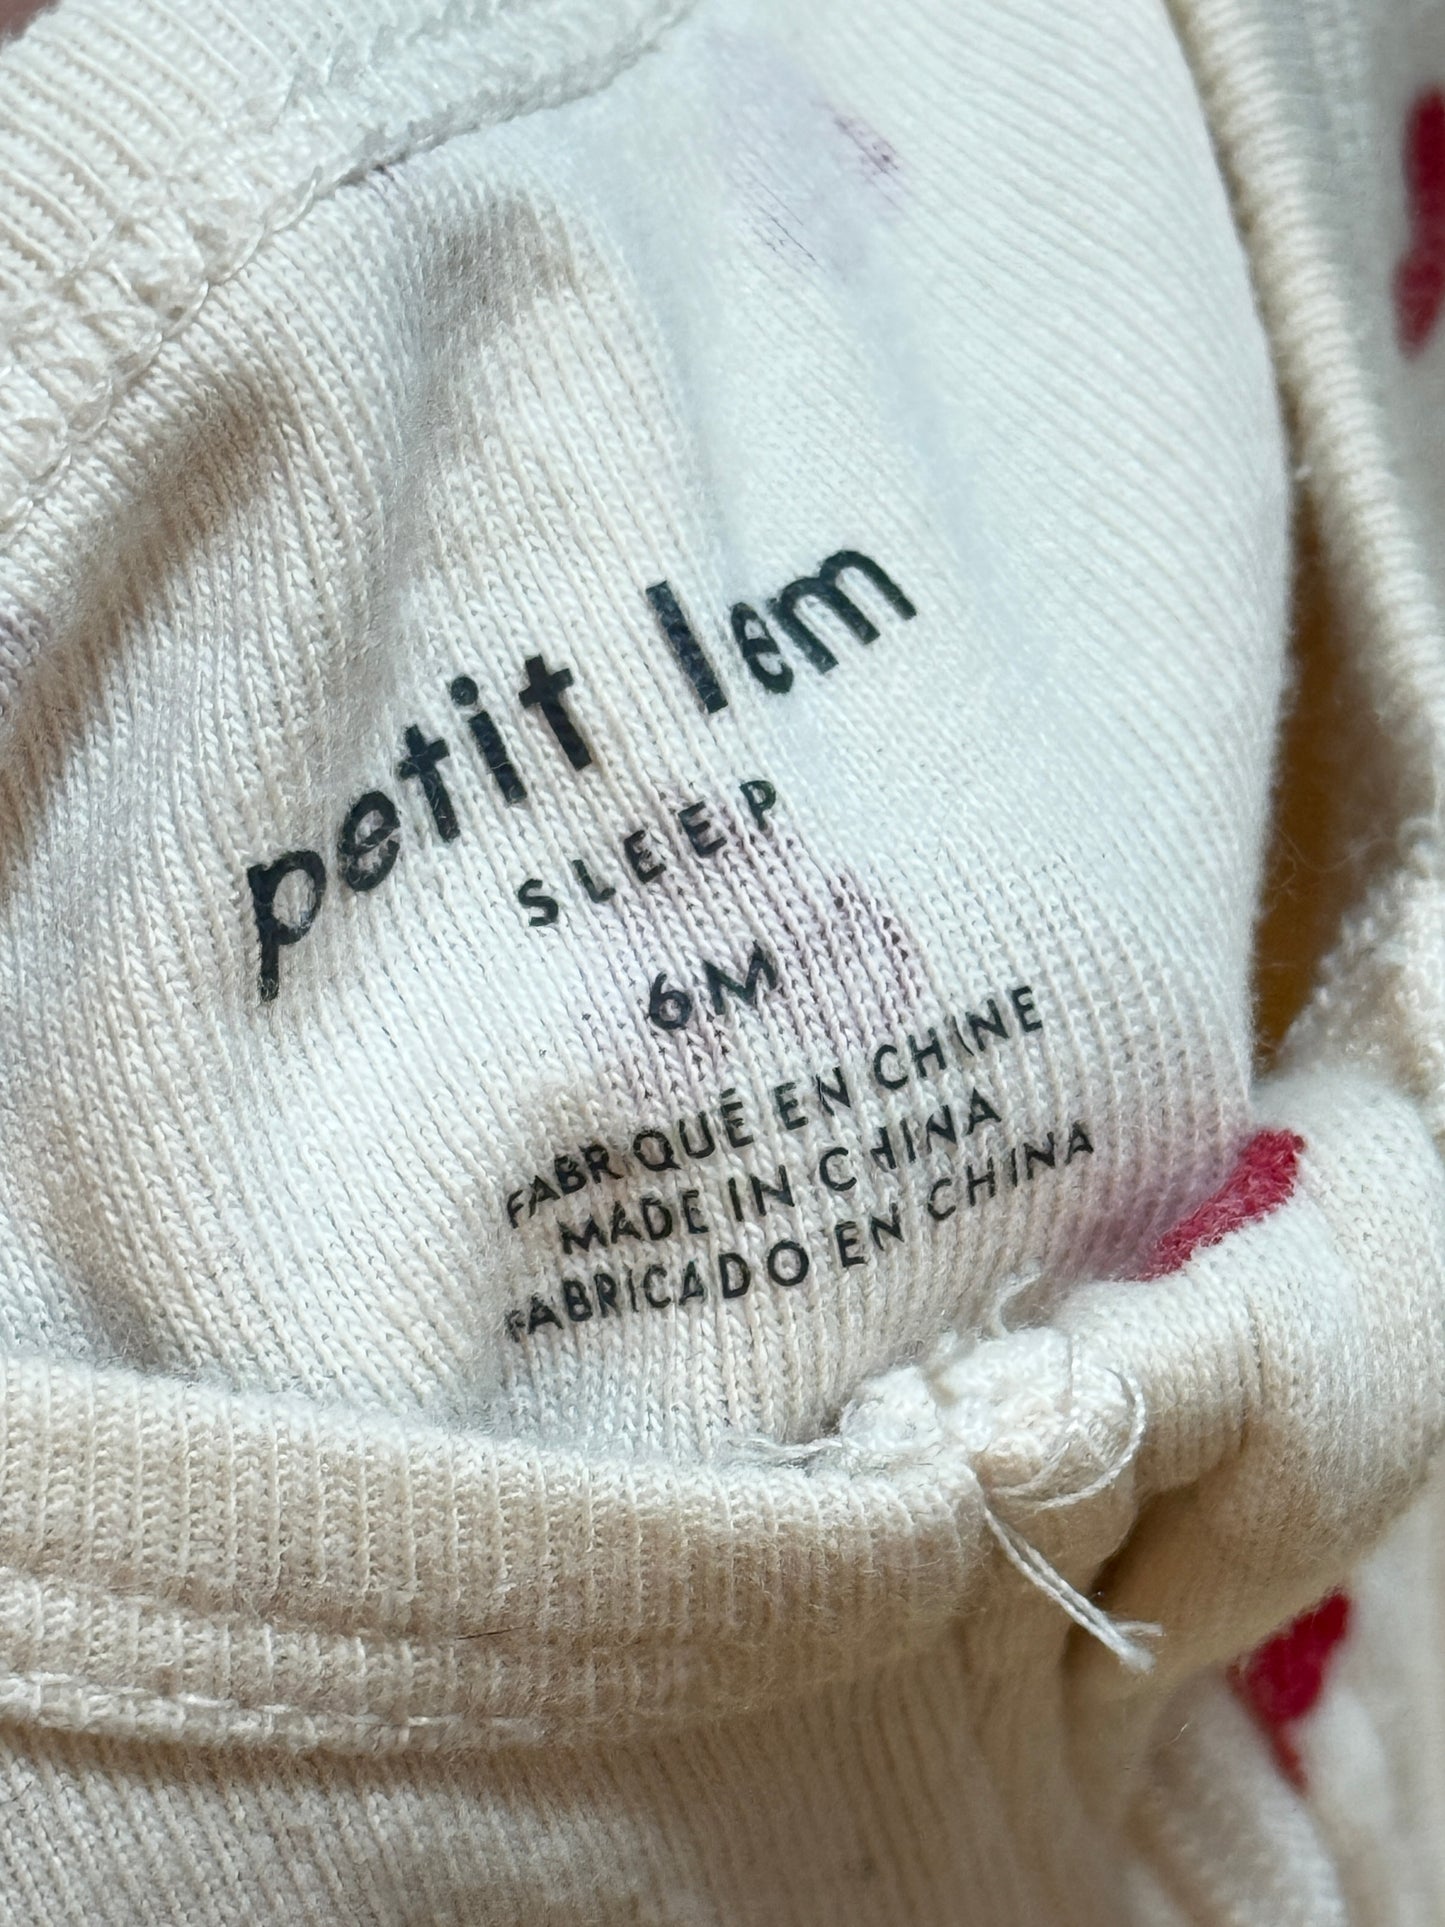 petit lem
SLEEP
6M
FABRIQUÉ EN CHINE
MADE IN CHINA
FABRICADO EN CHINA